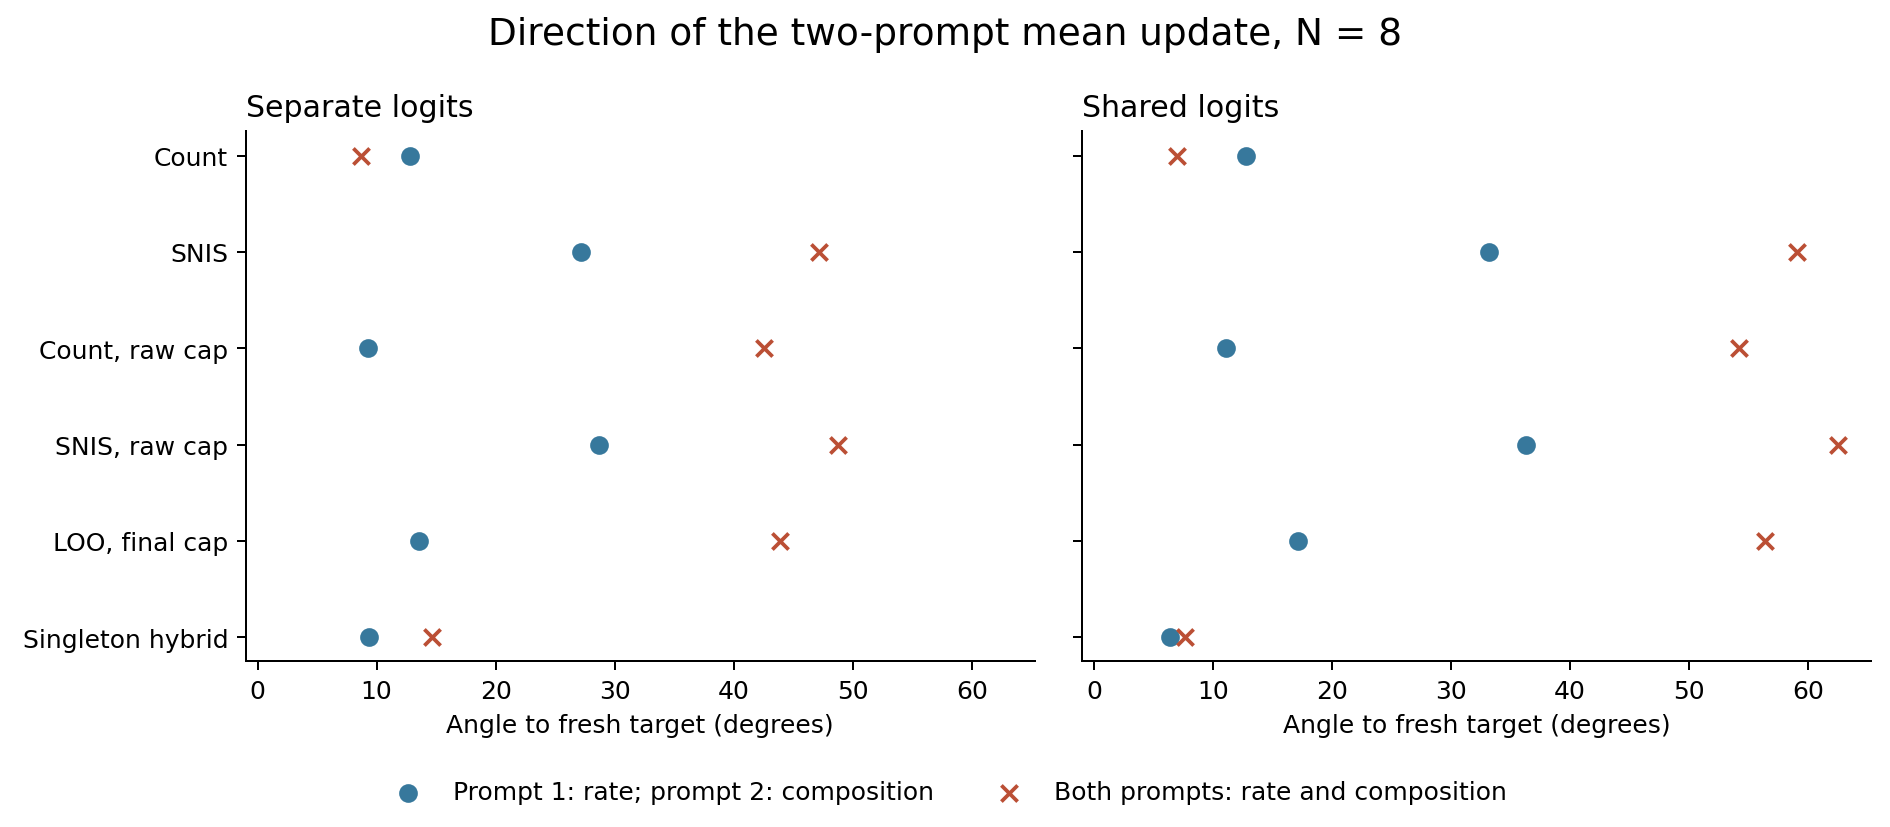 Direction of the two-prompt mean update, N = 8
Separate logits
Shared logits
Count
SNIS
Count, raw cap
SNIS, raw cap
LOO, final cap
Singleton hybrid
0 10 20 30 40 50 60
0 10 20 30 40 50 60
Angle to fresh target (degrees)
Angle to fresh target (degrees)
Prompt 1: rate; prompt 2: composition
Both prompts: rate and composition